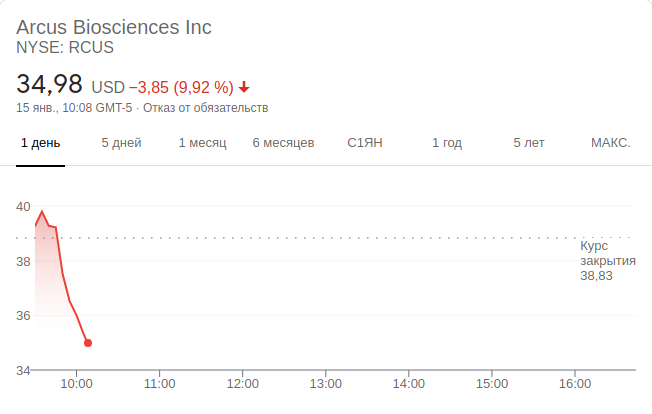 Arcus Biosciences Inc
NYSE: RCUS
34,98 USD −3,85 (9,92 %)
15 янв., 10:08 GMT-5 · Отказ от обязательств
1 день 5 дней 1 месяц 6 месяцев С1ЯН 1 год 5 лет МАКС.
40
38
36
34
Курс
закрытия
38,83
10:00 11:00 12:00 13:00 14:00 15:00 16:00